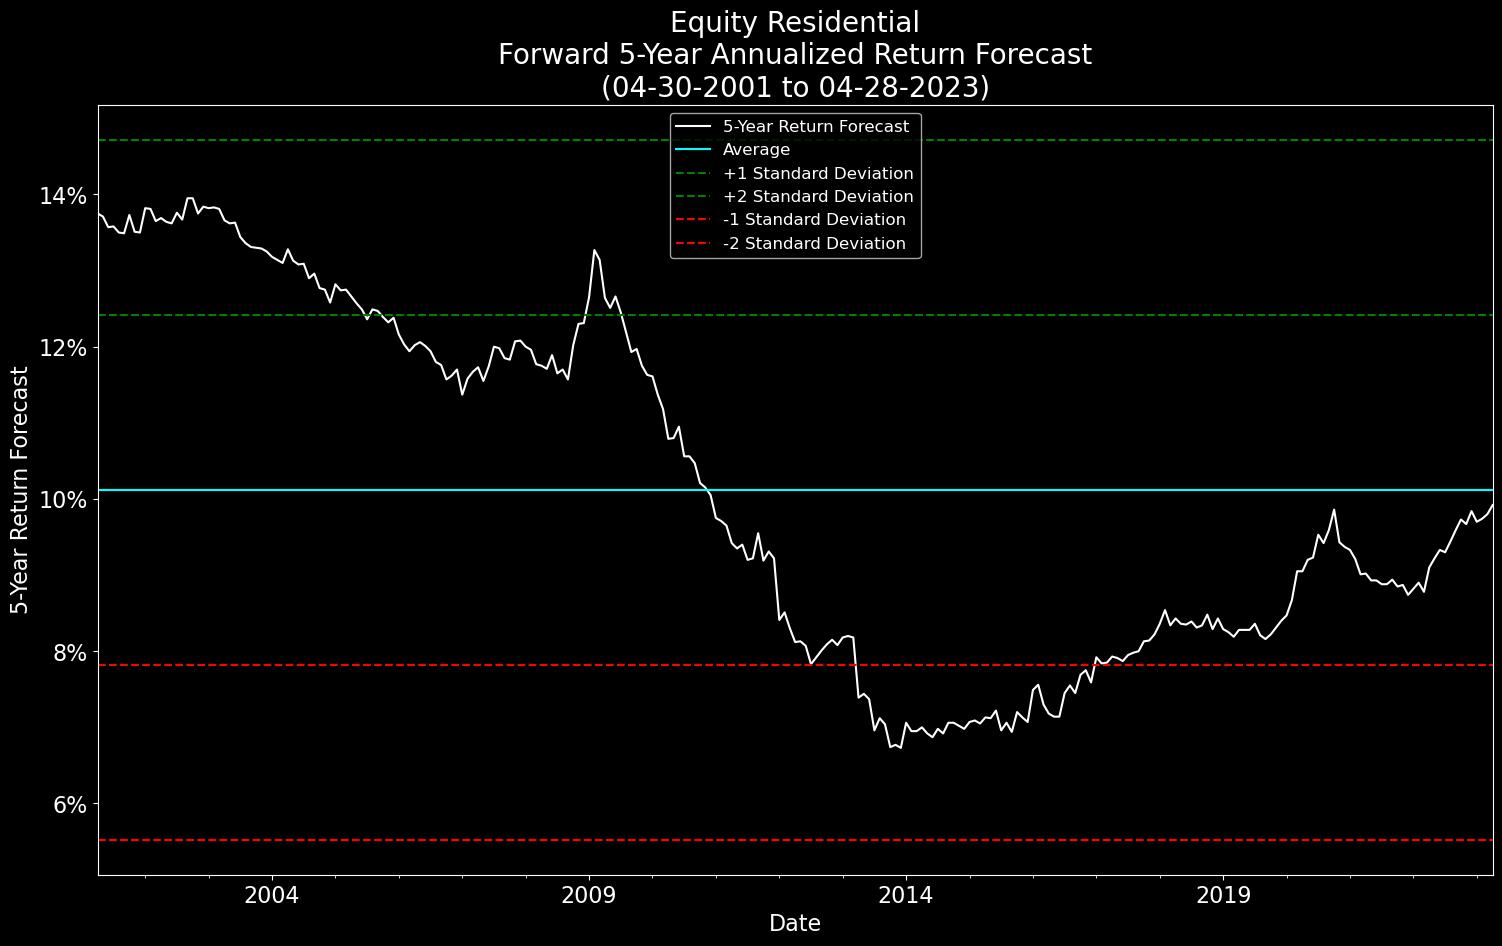 Equity Residential
Forward 5-Year Annualized Return Forecast
(04-30-2001 to 04-28-2023)
5-Year Return Forecast
Average
+1 Standard Deviation
+2 Standard Deviation
-1 Standard Deviation
-2 Standard Deviation
14%
12%
10%
8%
6%
5-Year Return Forecast
2004
2009
2014
2019
Date